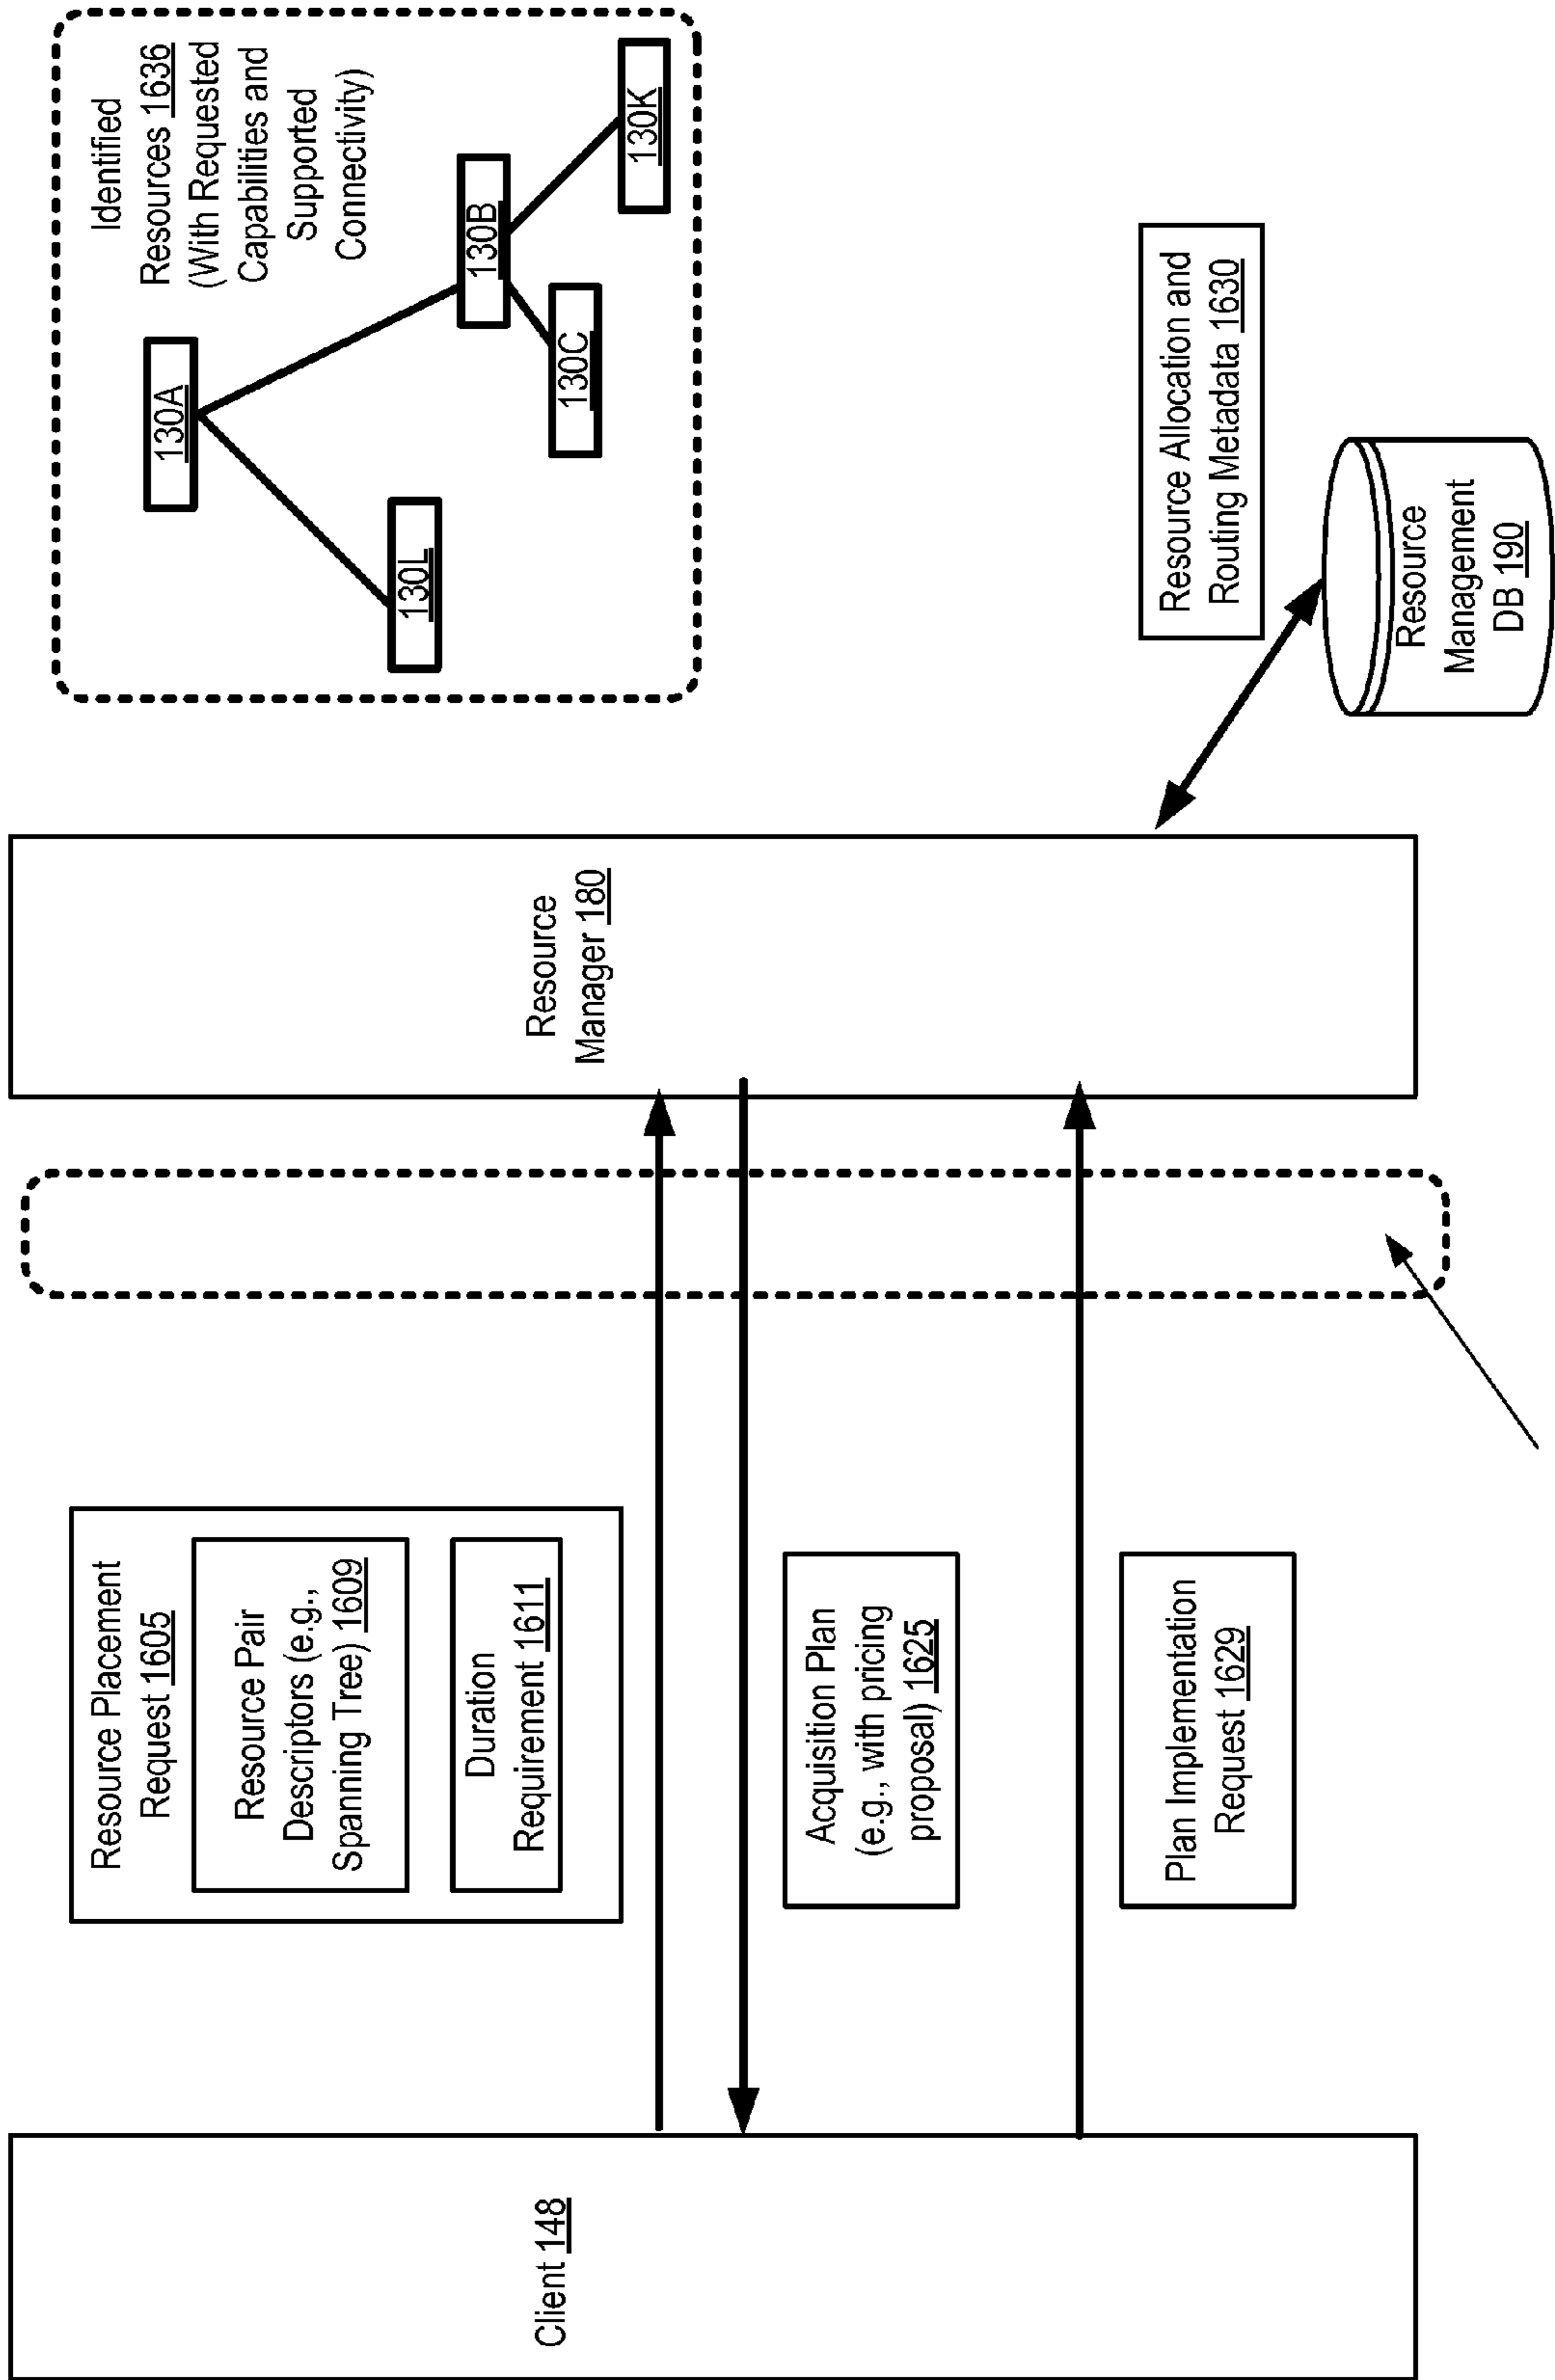 Client 148
Resource Placement
Request 1605
Resource Pair
Descriptors (e.g.,
Spanning Tree) 1609
Duration
Requirement 1611
Acquisition Plan
(e.g., with pricing
proposal) 1625
Plan Implementation
Request 1629
Resource
Manager 180
Identified
Resources 1636
(With Requested
Capabilities and
Supported
Connectivity)
130A
130L
130B
130C
130K
Resource Allocation and
Routing Metadata 1630
Resource
Management
DB 190